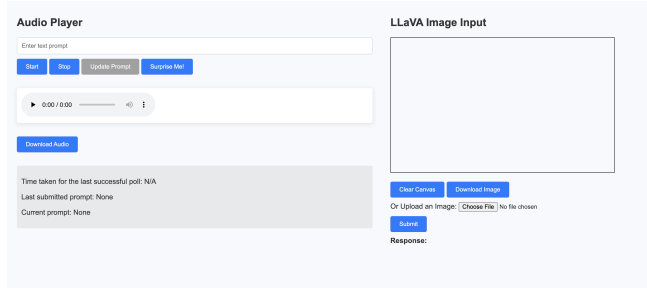 Audio Player
Enter text prompt
Start Stop Update Prompt Surprise Me!
0:00 / 0:00
Download Audio
Time taken for the last successful poll: N/A
Last submitted prompt: None
Current prompt: None
LLaVA Image Input
Clear Canvas Download Image
Or Upload an Image: Choose File No file chosen
Submit
Response: